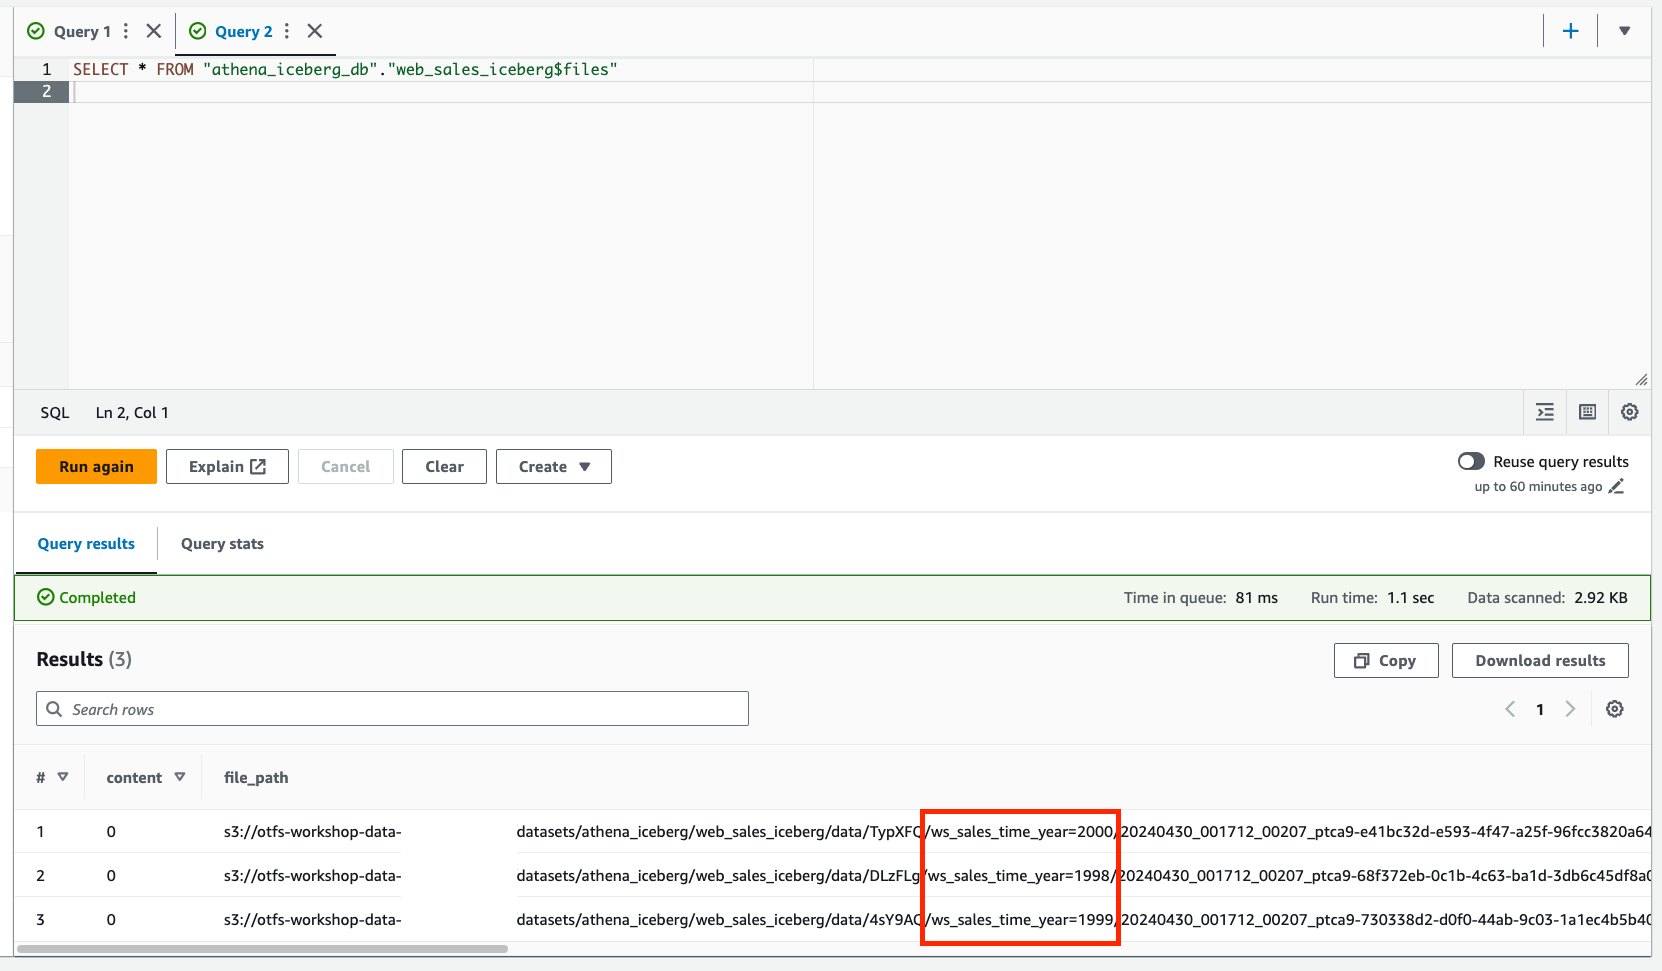 Query 1
Query 2
1 SELECT * FROM "athena_iceberg_db"."web_sales_iceberg$files"
2
SQL Ln 2, Col 1
Run again Explain Cancel Clear Create
Reuse query results
up to 60 minutes ago
Query results Query stats
Completed Time in queue: 81 ms Run time: 1.1 sec Data scanned: 2.92 KB
Results (3) Copy Download results
Search rows 1
# content file_path
1 0 s3://otfs-workshop-data- datasets/athena_iceberg/web_sales_iceberg/data/TypXFQ/ws_sales_time_year=2000/20240430_001712_00207_ptca9-e41bc32d-e593-4f47-a25f-96fcc3820a64
2 0 s3://otfs-workshop-data- datasets/athena_iceberg/web_sales_iceberg/data/DLzFLg/ws_sales_time_year=1998/20240430_001712_00207_ptca9-68f372eb-0c1b-4c63-ba1d-3db6c45df8a0
3 0 s3://otfs-workshop-data- datasets/athena_iceberg/web_sales_iceberg/data/4sY9AQ/ws_sales_time_year=1999/20240430_001712_00207_ptca9-730338d2-d0f0-44ab-9c03-1a1ec4b5b40